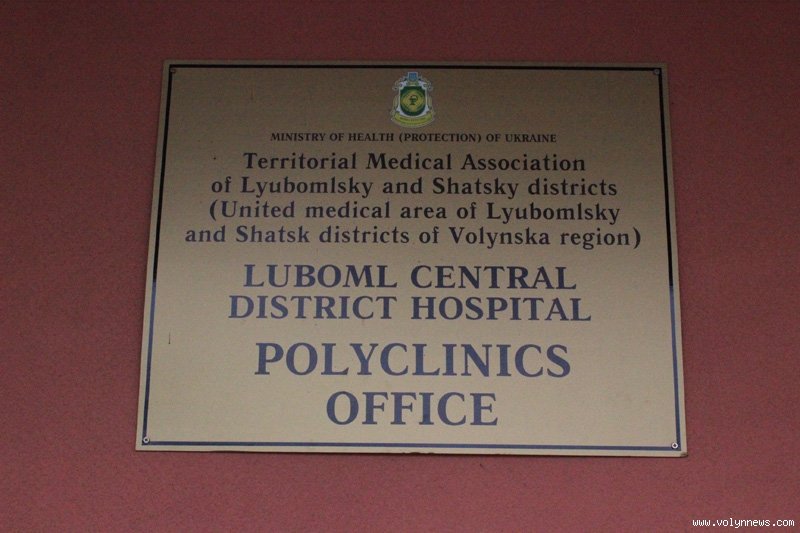 MINISTRY OF HEALTH (PROTECTION) OF UKRAINE
Territorial Medical Association
of Lyubomlsky and Shatsky districts
(United medical area of Lyubomlsky
and Shatsk districts of Volynska region)
LUBOML CENTRAL
DISTRICT HOSPITAL
POLYCLINICS
OFFICE
www.volynnews.com